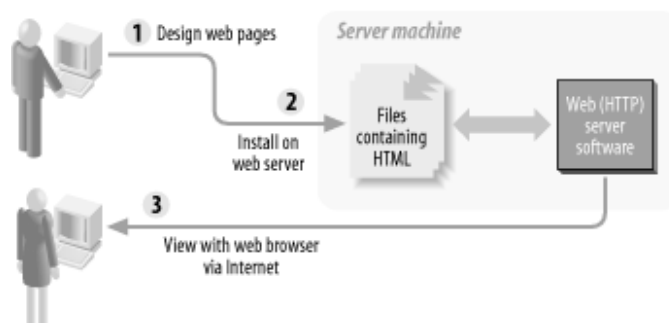 1 Design web pages
Server machine
2
Install on
web server
Files
containing
HTML
Web (HTTP)
server
software
3
View with web browser
via Internet